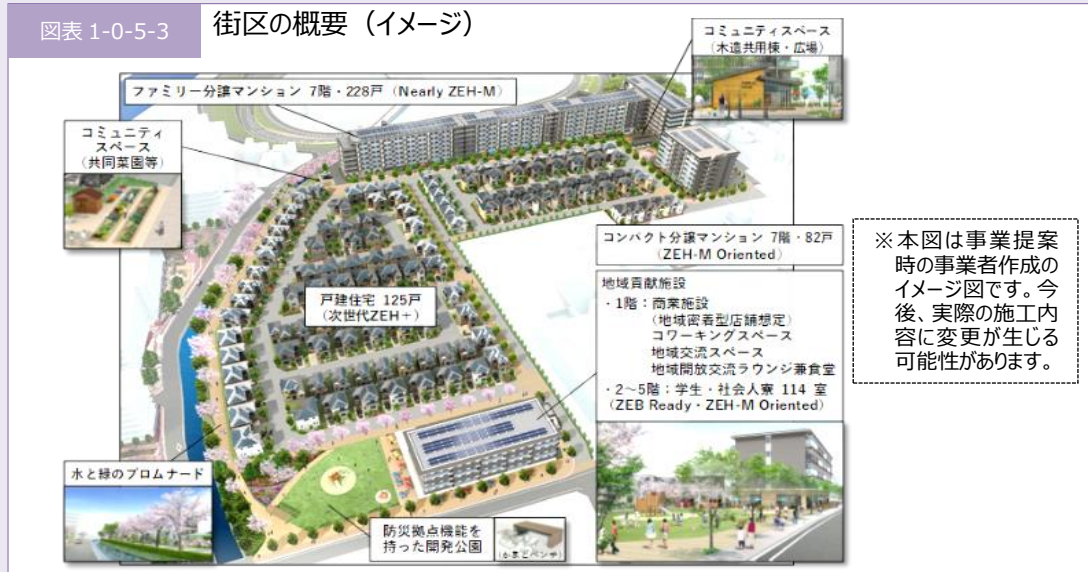 図表 1-0-5-3
街区の概要（イメージ）
コミュニティスペース
（木造共用棟・広場）
ファミリー分譲マンション 7階・228戸（Nearly ZEH-M）
コミュニティ
スペース
（共同菜園等）
コンパクト分譲マンション 7階・82戸
（ZEH-M Oriented）
戸建住宅 125戸
（次世代ZEH＋）
地域貢献施設
・1階：商業施設
（地域密着型店舗想定）
コワーキングスペース
地域交流スペース
地域開放交流ラウンジ兼食堂
・2～5階：学生・社会人寮 114 室
（ZEB Ready・ZEH-M Oriented）
水と緑のプロムナード
防災拠点機能を
持った開発公園
（かまどベンチ）
※本図は事業提案
時の事業者作成の
イメージ図です。今
後、実際の施工内
容に変更が生じる
可能性があります。